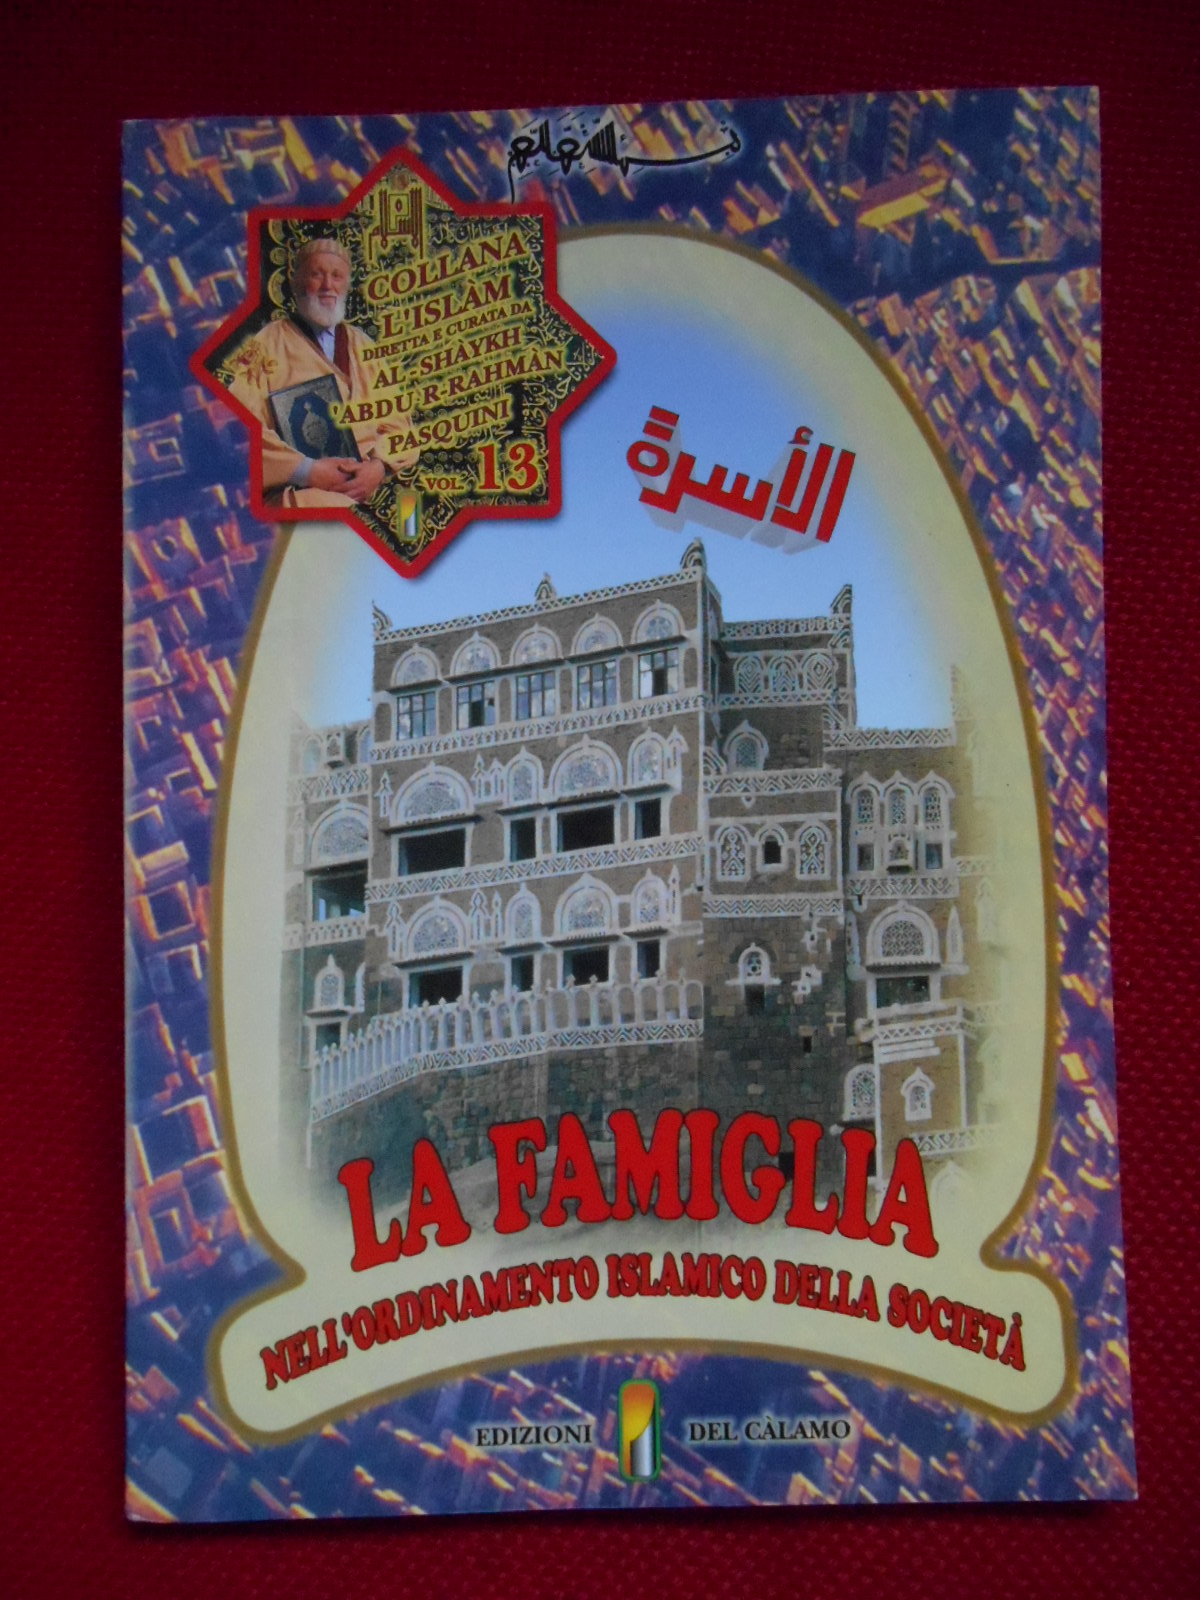 COLLANA
L'ISLÀM
DIRETTA E CURATA DA
AL-SHÀYKH
'ABDU R-RAHMÀN
PASQUINI
VOL. 13
الأسرة
LA FAMIGLIA
NELL'ORDINAMENTO ISLAMICO DELLA SOCIETÀ
EDIZIONI DEL CÀLAMO